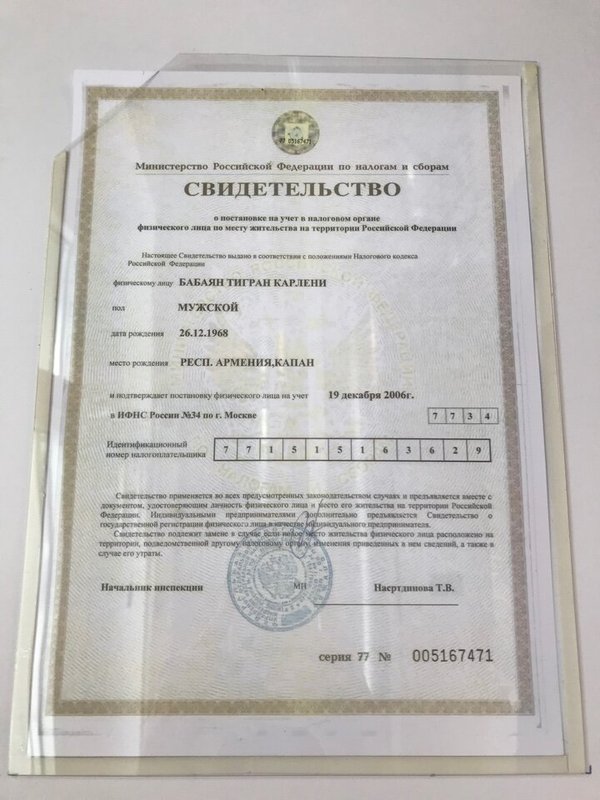 77 05167471
Министерство Российской Федерации по налогам и сборам
СВИДЕТЕЛЬСТВО
о постановке на учет в налоговом органе
физического лица по месту жительства на территории Российской Федерации
Настоящее Свидетельство выдано в соответствии с положениями Налогового кодекса
Российской Федерации
физическому лицу БАБАЯН ТИГРАН КАРЛЕНИ
пол МУЖСКОЙ
дата рождения 26.12.1968
место рождения РЕСП. АРМЕНИЯ,КАПАН
и подтверждает постановку физического лица на учет 19 декабря 2006г.
в ИФНС России №34 по г. Москве 7 7 3 4
Идентификационный
номер налогоплательщика 7 7 1 5 1 5 1 6 3 6 2 9
Свидетельство применяется во всех предусмотренных законодательством случаях и предъявляется вместе с
документом, удостоверяющим личность физического лица и место его жительства на территории Российской
Федерации. Индивидуальными предпринимателями дополнительно предъявляется Свидетельство о
государственной регистрации физического лица в качестве индивидуального предпринимателя.
Свидетельство подлежит замене в случае если новое место жительства физического лица расположено на
территории, подведомственной другому налоговому органу, изменения приведенных в нем сведений, а также в
случае его утраты.
Начальник инспекции МП Насртдинова Т.В.
серия 77 № 005167471